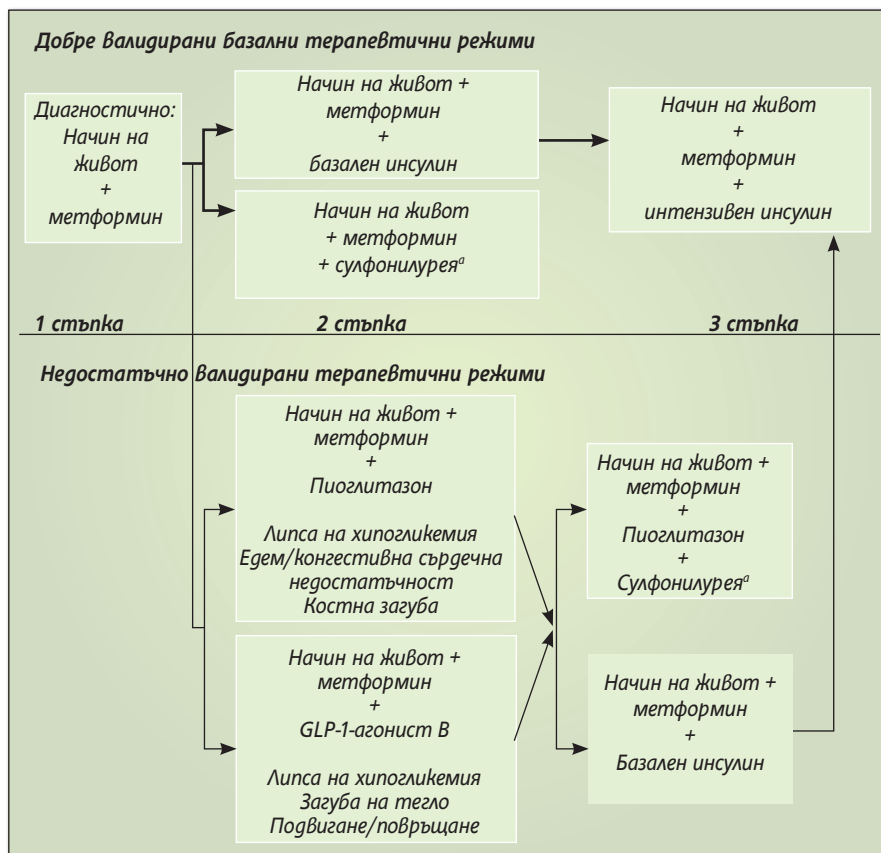 Добре валидирани базални терапевтични режими
Диагностично:
Начин на
живот
+
метформин
Начин на живот +
метформин
+
базален инсулин
Начин на живот
+ метформин
+ сулфонилурея^a
Начин на живот
+
метформин
+
интензивен инсулин
1 стъпка
2 стъпка
3 стъпка
Недостатъчно валидирани терапевтични режими
Начин на живот +
метформин
+
Пиоглитазон
Липса на хипогликемия
Едем/конгестивна сърдечна
недостатъчност
Костна загуба
Начин на живот +
метформин
+
GLP-1-агонист В
Липса на хипогликемия
Загуба на тегло
Подвигане/повръщане
Начин на живот +
метформин
+
Пиоглитазон
+
Сулфонилурея^a
Начин на живот +
метформин
+
Базален инсулин